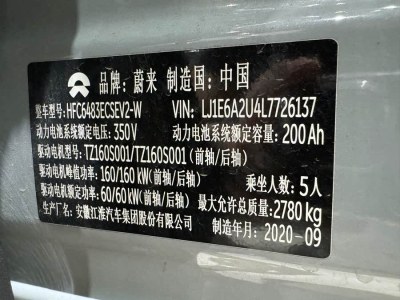 品牌：蔚来 制造国：中国
整车型号：HFC6483ECSEV2-W VIN：LJ1E6A2U4L7726137
动力电池系统额定电压：350V 动力电池系统额定容量：200Ah
驱动电机型号：TZ160S001/TZ160S001（前轴/后轴）
驱动电机峰值功率：160/160kW（前轴/后轴） 乘坐人数：5人
驱动电机额定功率：60/60kW（前轴/后轴） 最大允许总质量：2780kg
生产厂名：安徽江淮汽车集团股份有限公司 制造年月：2020-09